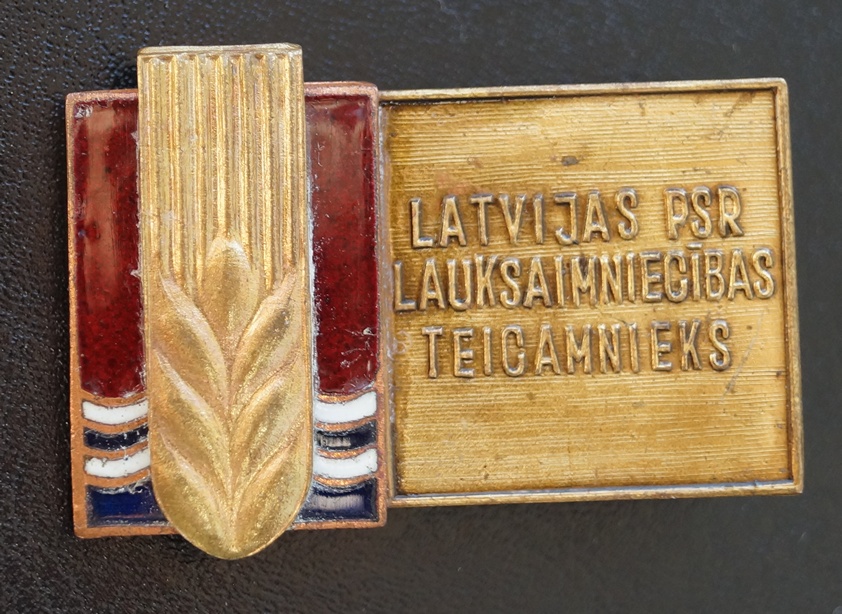 LATVIJAS PSR
LAUKSAIMNIECĪBAS
TEICAMNIEKS